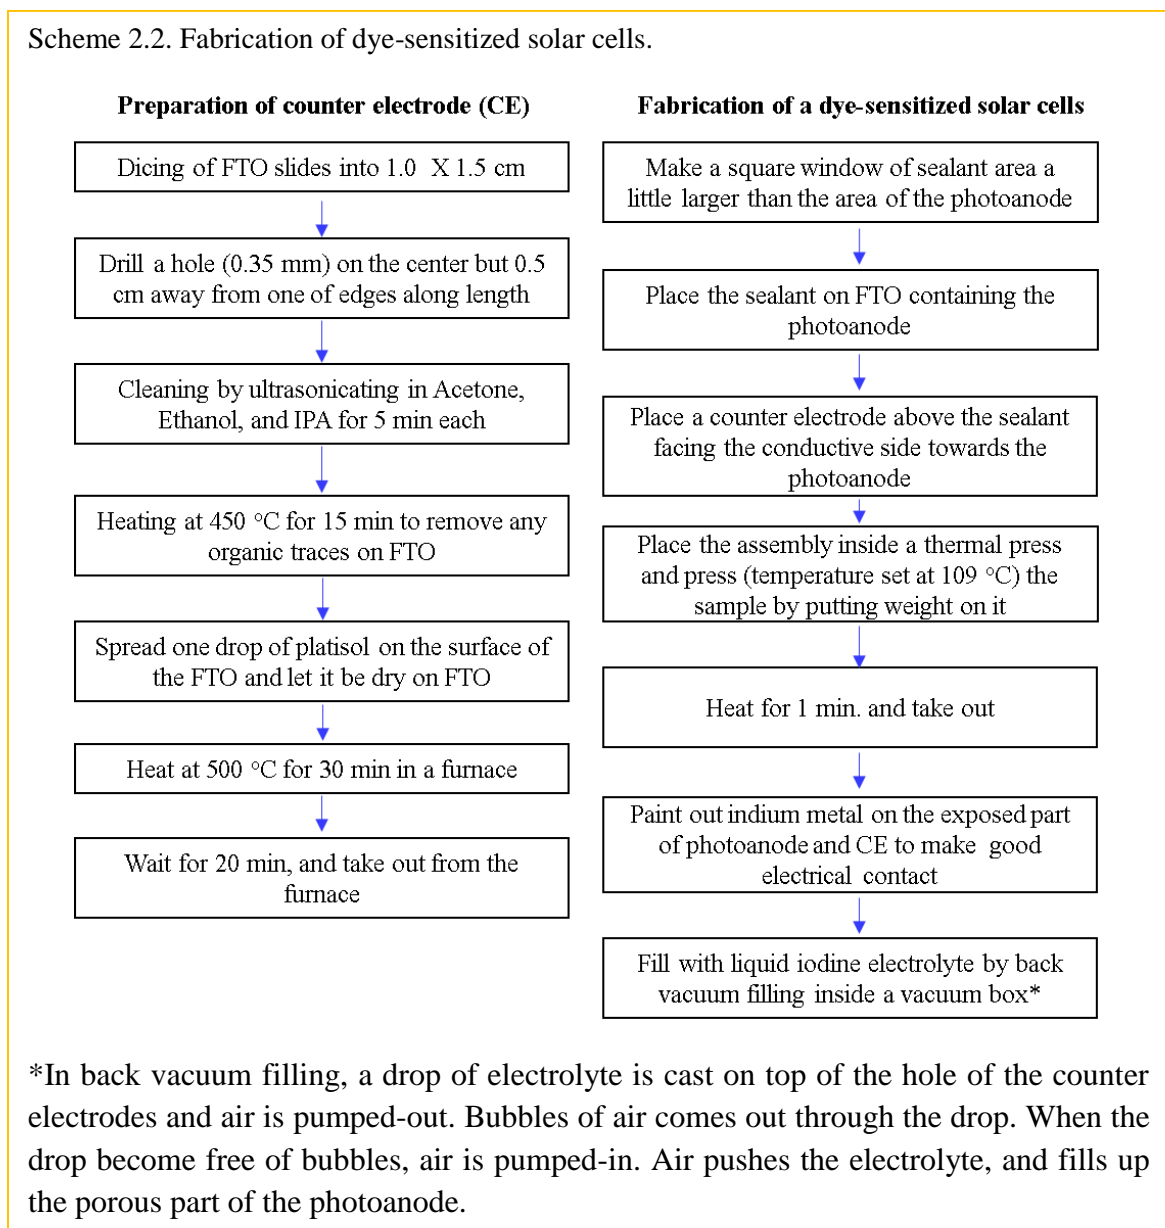 Scheme 2.2. Fabrication of dye-sensitized solar cells.
Preparation of counter electrode (CE)
Dicing of FTO slides into 1.0 X 1.5 cm
Drill a hole (0.35 mm) on the center but 0.5
cm away from one of edges along length
Cleaning by ultrasonicating in Acetone,
Ethanol, and IPA for 5 min each
Heating at 450 °C for 15 min to remove any
organic traces on FTO
Spread one drop of platisol on the surface of
the FTO and let it be dry on FTO
Heat at 500 °C for 30 min in a furnace
Wait for 20 min, and take out from the
furnace
Fabrication of a dye-sensitized solar cells
Make a square window of sealant area a
little larger than the area of the photoanode
Place the sealant on FTO containing the
photoanode
Place a counter electrode above the sealant
facing the conductive side towards the
photoanode
Place the assembly inside a thermal press
and press (temperature set at 109 °C) the
sample by putting weight on it
Heat for 1 min. and take out
Paint out indium metal on the exposed part
of photoanode and CE to make good
electrical contact
Fill with liquid iodine electrolyte by back
vacuum filling inside a vacuum box*
*In back vacuum filling, a drop of electrolyte is cast on top of the hole of the counter
electrodes and air is pumped-out. Bubbles of air comes out through the drop. When the
drop become free of bubbles, air is pumped-in. Air pushes the electrolyte, and fills up
the porous part of the photoanode.